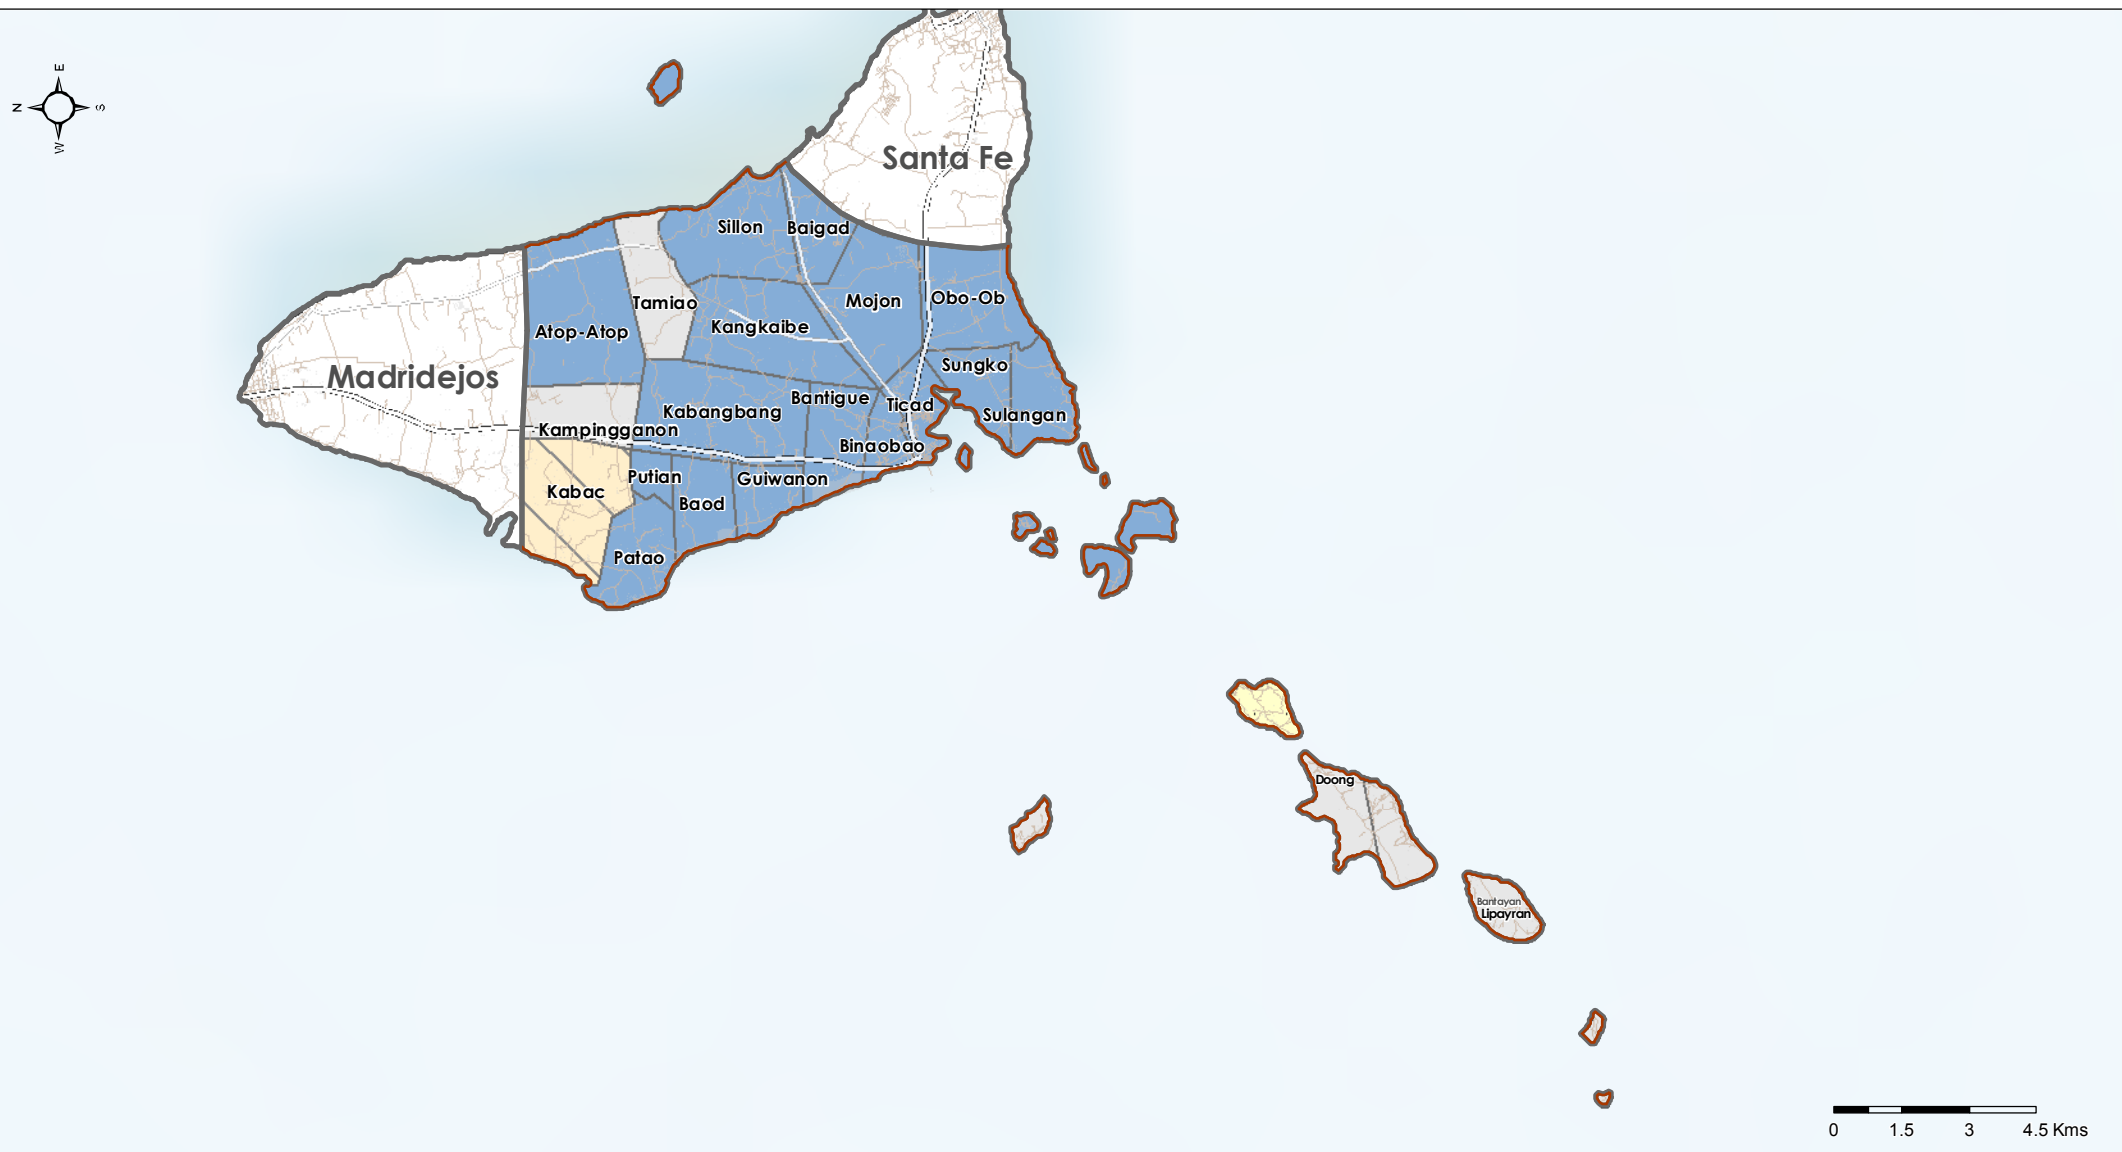 E
N
S
W
Santa Fe
Sillon
Baigad
Tamiao
Mojon
Obo-Ob
Atop-Atop
Kangkaibe
Sungko
Madridejos
Bantigue
Ticad
Kabangbang
Sulangan
Kampingganon
Binaobao
Putian
Guiwanon
Kabac
Baod
Patao
Doong
Bantayan
Lipayran
0 1.5 3 4.5 Kms